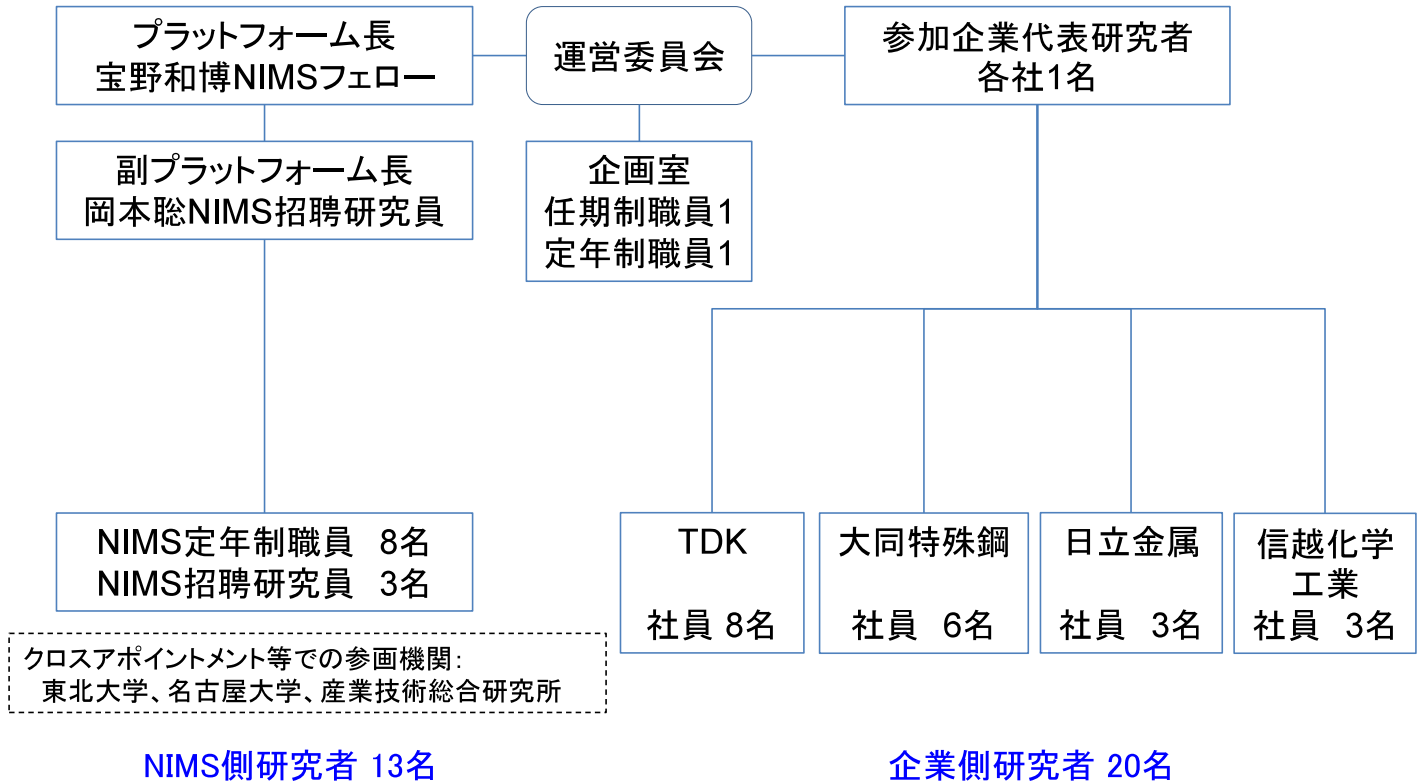 プラットフォーム長
宝野和博NIMSフェロー
運営委員会
参加企業代表研究者
各社1名
副プラットフォーム長
岡本聡NIMS招聘研究員
企画室
任期制職員1
定年制職員1
NIMS定年制職員 8名
NIMS招聘研究員 3名
TDK
社員 8名
大同特殊鋼
社員 6名
日立金属
社員 3名
信越化学
工業
社員 3名
クロスアポイントメント等での参画機関:
東北大学、名古屋大学、産業技術総合研究所
NIMS側研究者 13名
企業側研究者 20名